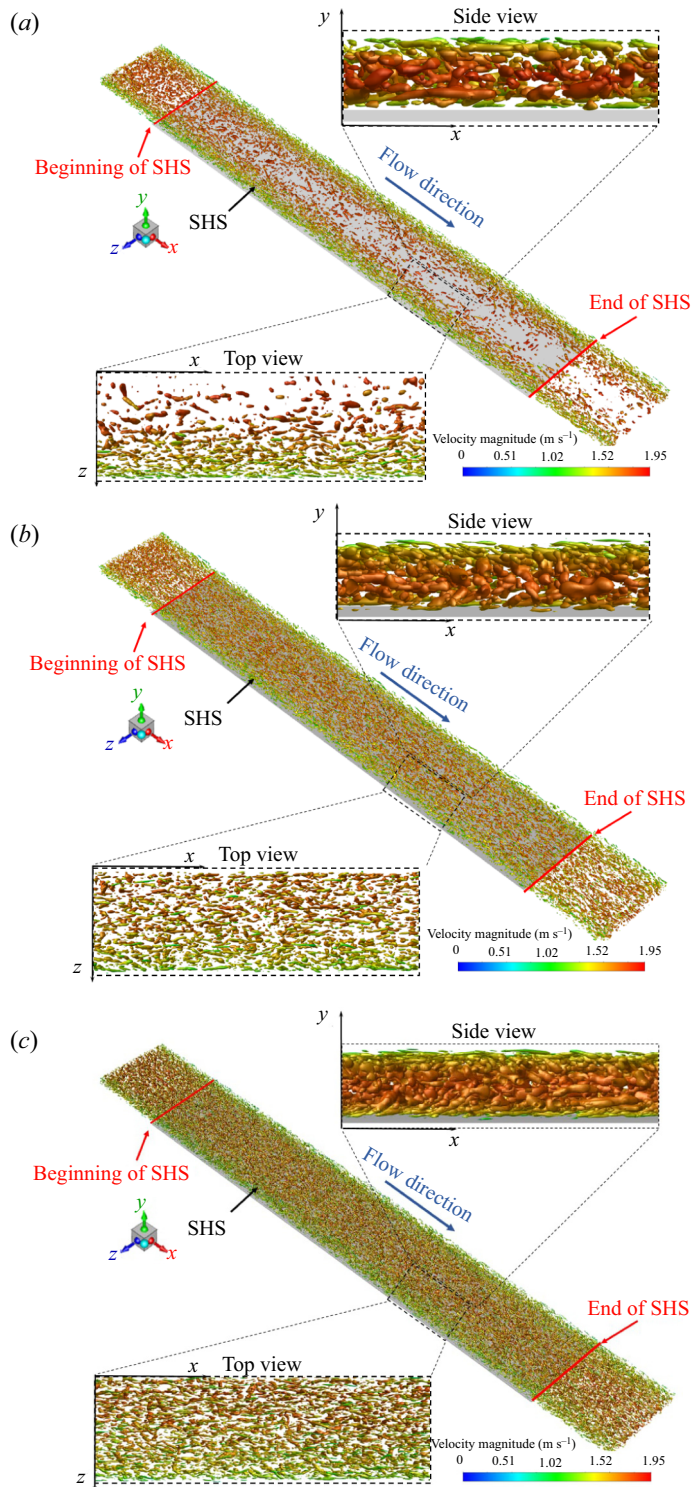 (a)
y
Side view
x
Beginning of SHS
Flow direction
y
SHS
z
x
End of SHS
x
Top view
z
Velocity magnitude (m s–1)
0
0.51
1.02
1.52
1.95
(b)
y
Side view
x
Beginning of SHS
Flow direction
y
SHS
z
x
End of SHS
x
Top view
z
Velocity magnitude (m s–1)
0
0.51
1.02
1.52
1.95
(c)
y
Side view
x
Beginning of SHS
Flow direction
y
SHS
z
x
End of SHS
x
Top view
z
Velocity magnitude (m s–1)
0
0.51
1.02
1.52
1.95